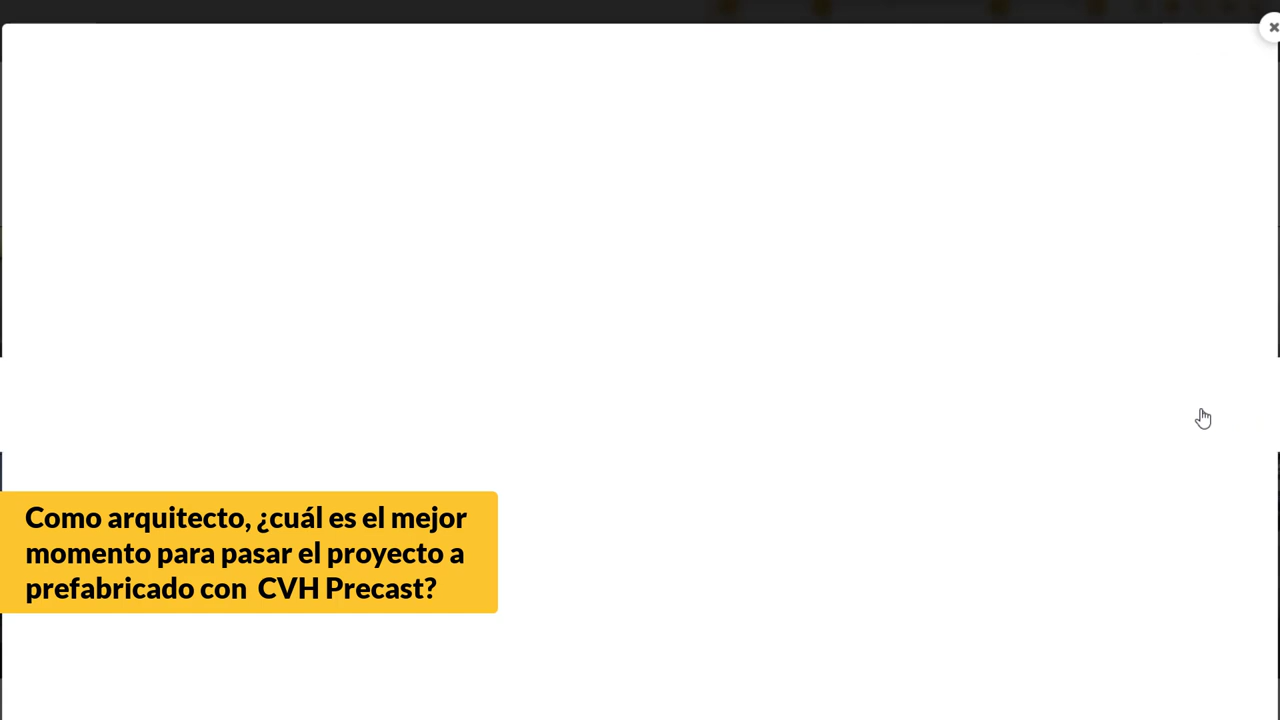 Como arquitecto, ¿cuál es el mejor
momento para pasar el proyecto a
prefabricado con  CVH Precast?